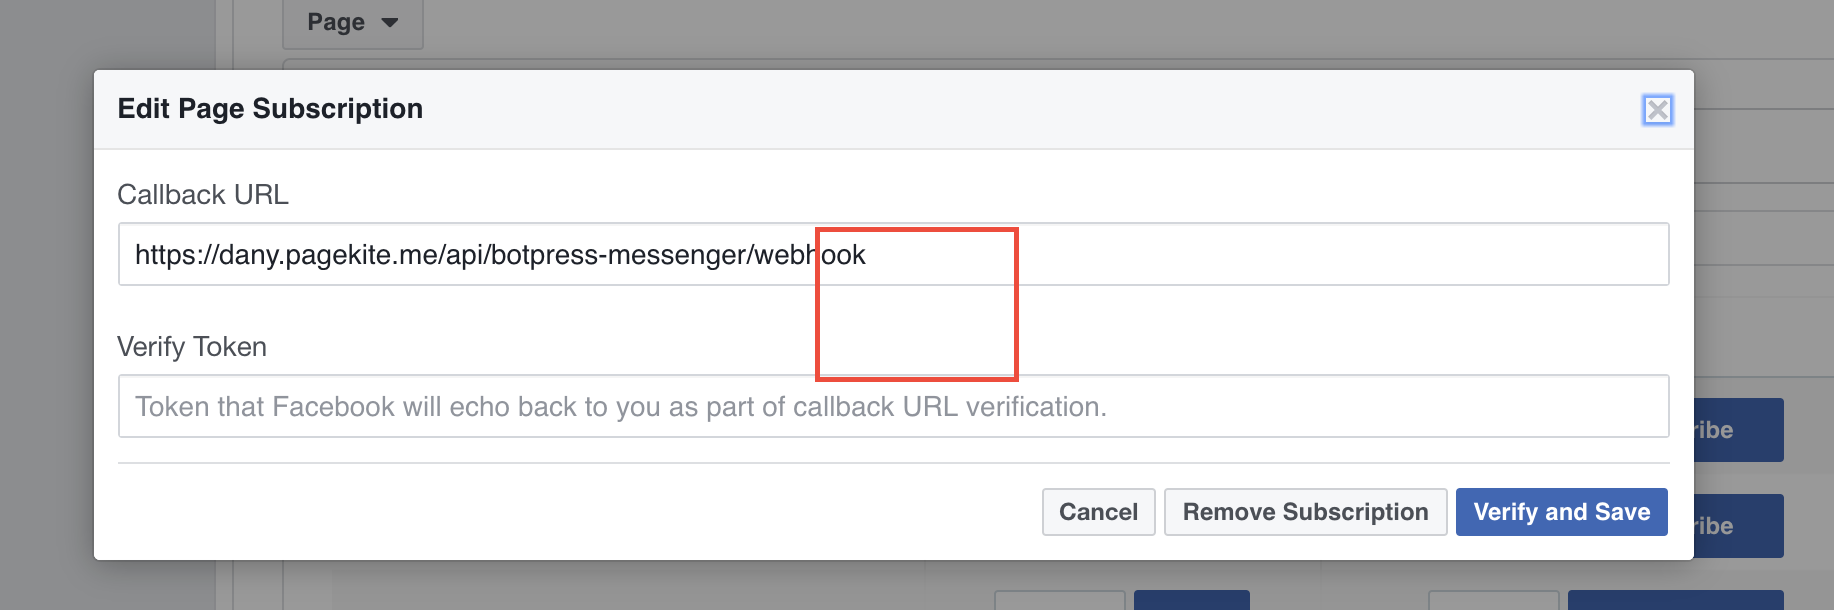 Page
Edit Page Subscription
Callback URL
https://dany.pagekite.me/api/botpress-messenger/webhook
Verify Token
Token that Facebook will echo back to you as part of callback URL verification.
ribe
Cancel Remove Subscription Verify and Save
ribe